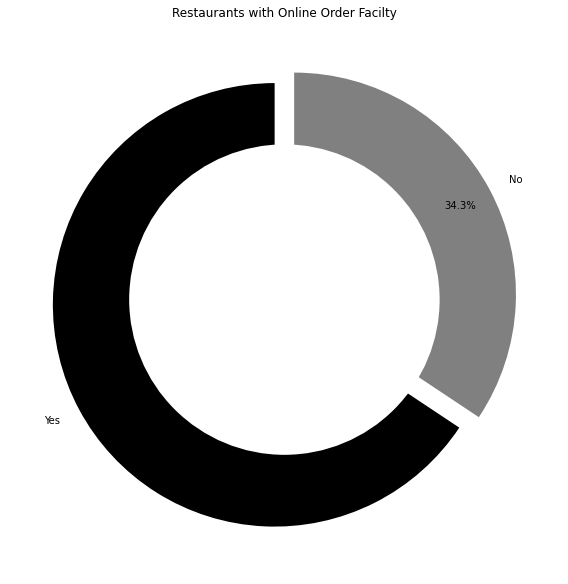 Restaurants with Online Order Facilty
No
34.3%
Yes